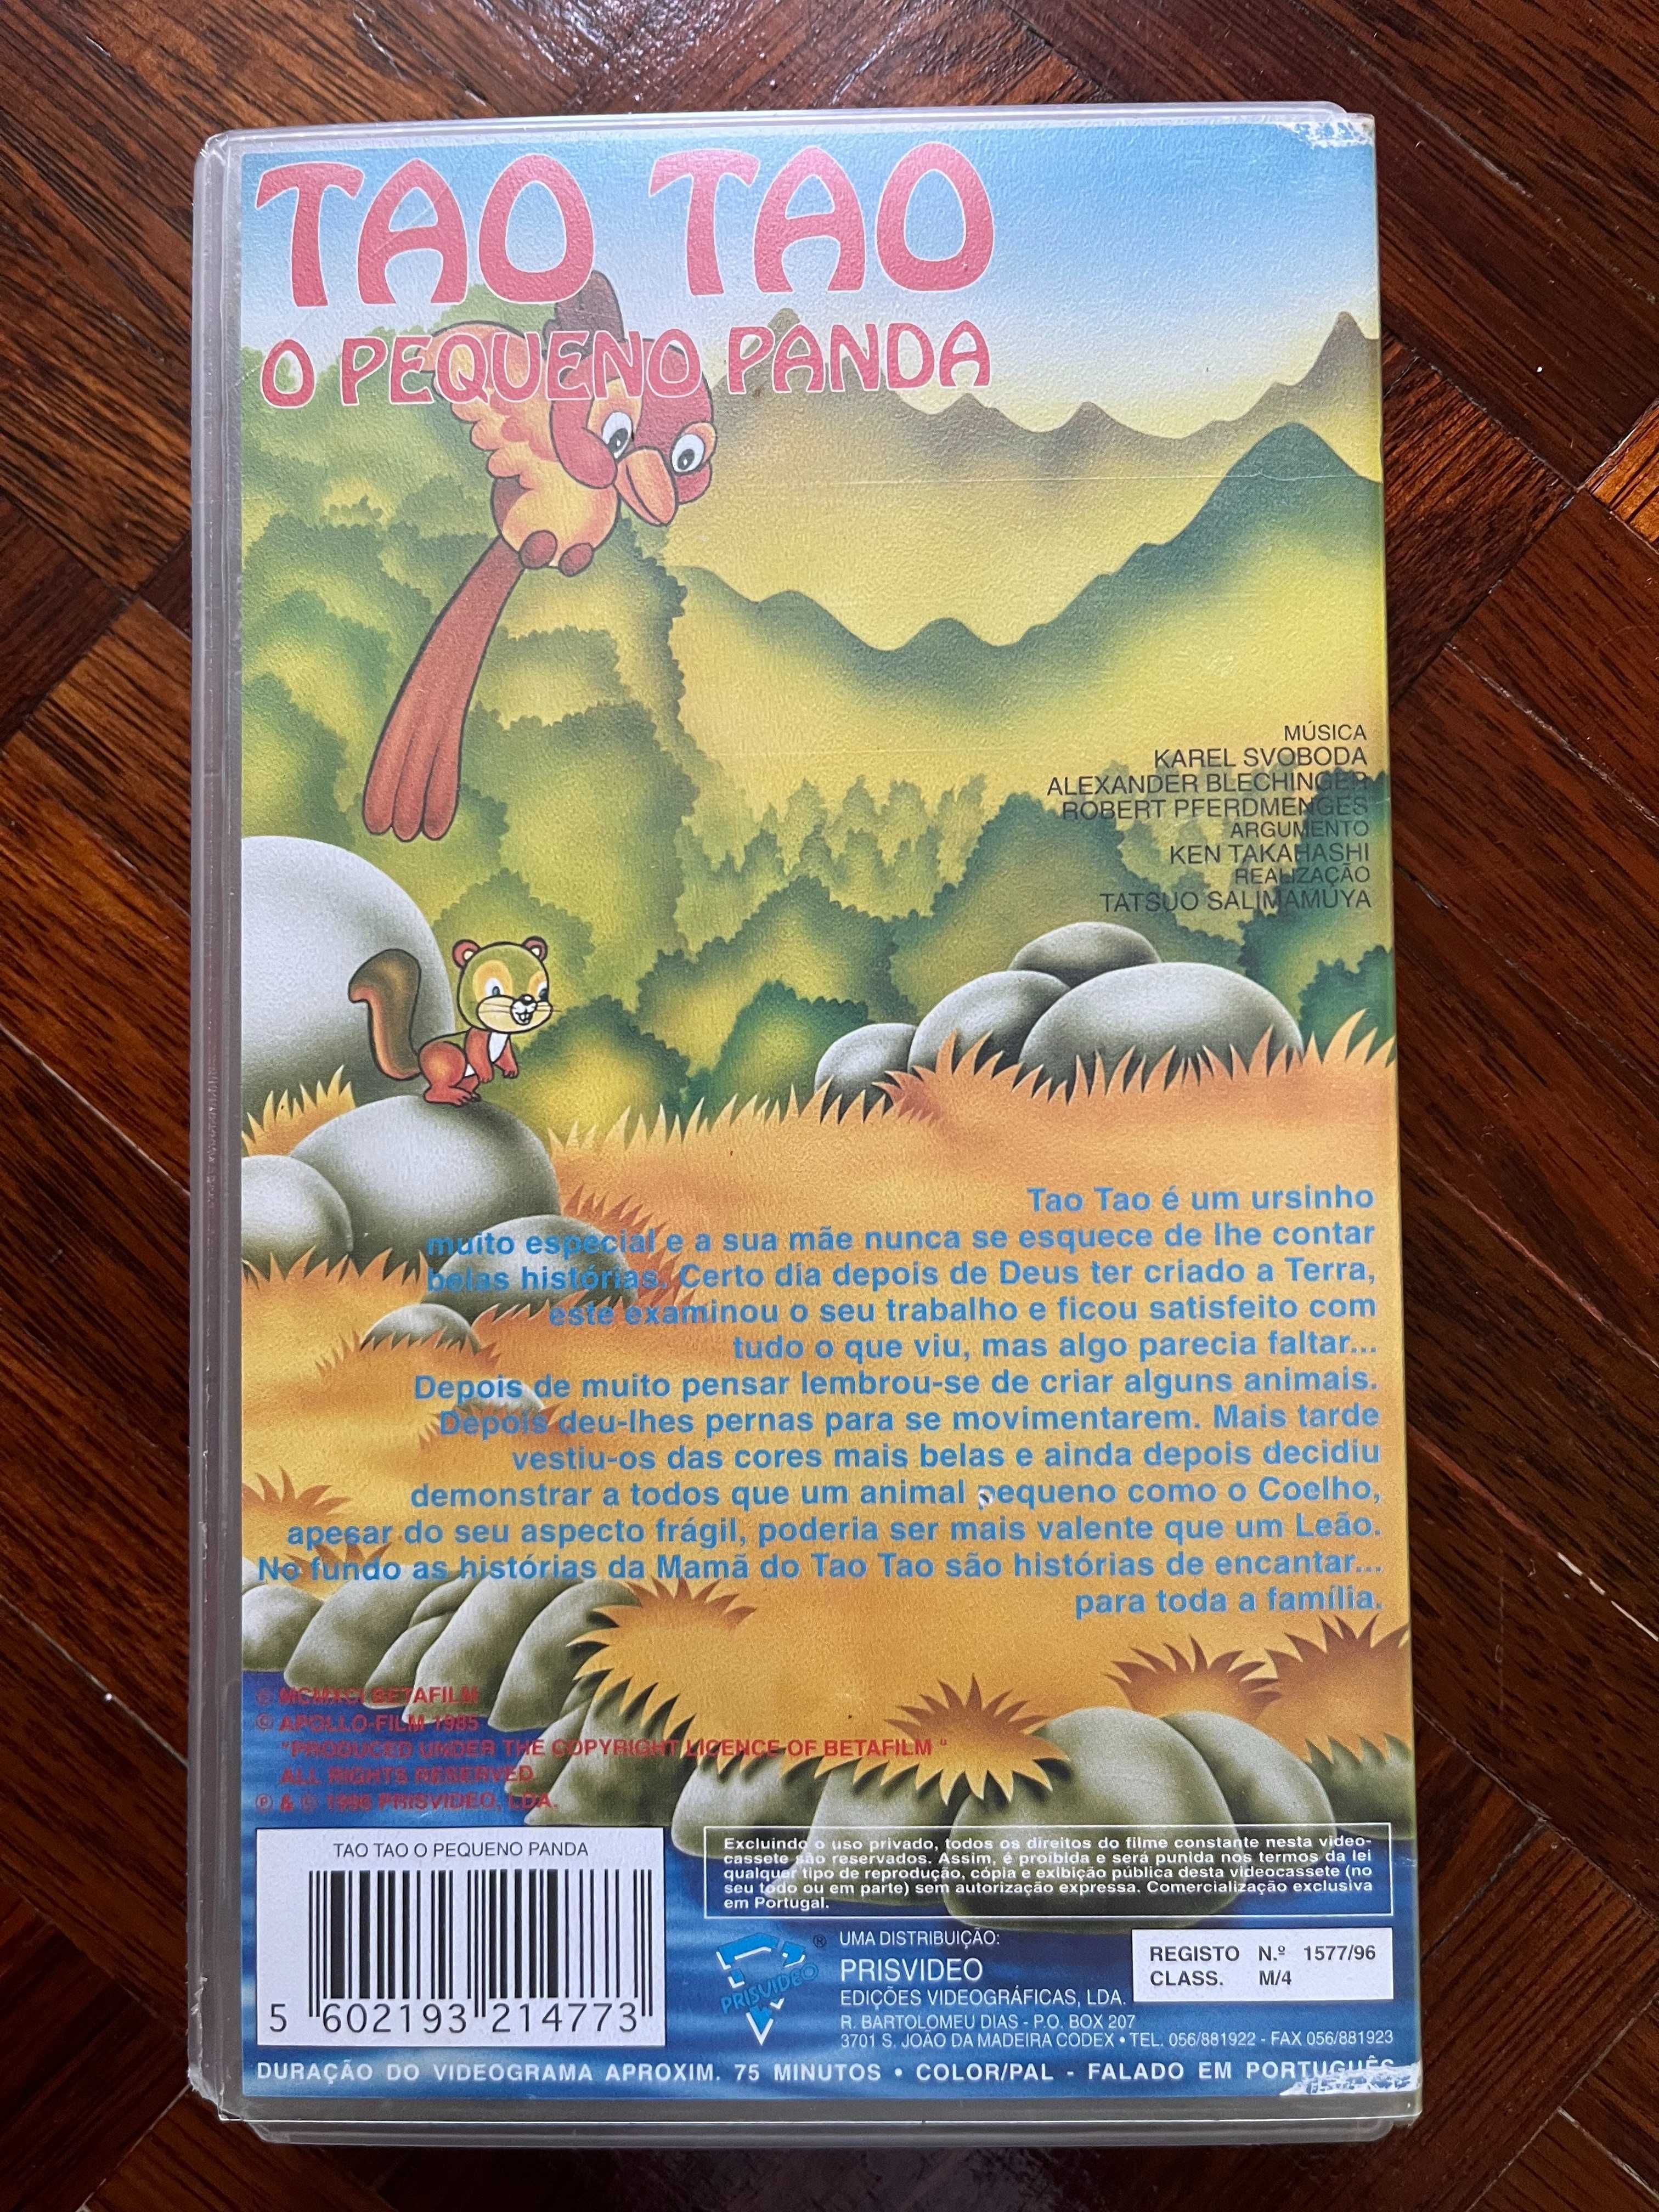 TAO TAO
O PEQUENO PANDA
MÚSICA
KAREL SVOBODA
ALEXANDER BLECHINGER
ROBERT PFERDMENGES
ARGUMENTO
KEN TAKAHASHI
REALIZAÇÃO
TATSUO SALIMAMUYA
Tao Tao é um ursinho
muito especial e a sua mãe nunca se esquece de lhe contar
belas histórias. Certo dia depois de Deus ter criado a Terra,
este examinou o seu trabalho e ficou satisfeito com
tudo o que viu, mas algo parecia faltar...
Depois de muito pensar lembrou-se de criar alguns animais.
Depois deu-lhes pernas para se movimentarem. Mais tarde
vestiu-os das cores mais belas e ainda depois decidiu
demonstrar a todos que um animal pequeno como o Coelho,
apesar do seu aspecto frágil, poderia ser mais valente que um Leão.
No fundo as histórias da Mamã do Tao Tao são histórias de encantar...
para toda a família.
© MCMXCI BETAFILM
© APOLLO-FILM 1985
"PRODUCED UNDER THE COPYRIGHT LICENCE OF BETAFILM "
ALL RIGHTS RESERVED
℗ & © 1996 PRISVIDEO, LDA.
TAO TAO O PEQUENO PANDA
5 602193 214773
Excluindo o uso privado, todos os direitos do filme constante nesta video-
cassete são reservados. Assim, é proibida e será punida nos termos da lei
qualquer tipo de reprodução, cópia e exibição pública desta videocassete (no
seu todo ou em parte) sem autorização expressa. Comercialização exclusiva
em Portugal.
PRISVIDEO ®
UMA DISTRIBUIÇÃO:
PRISVIDEO
EDIÇÕES VIDEOGRÁFICAS, LDA.
R. BARTOLOMEU DIAS - P.O. BOX 207
3701 S. JOÃO DA MADEIRA CODEX • TEL. 056/881922 - FAX 056/881923
REGISTO N.º 1577/96
CLASS. M/4
DURAÇÃO DO VIDEOGRAMA APROXIM. 75 MINUTOS • COLOR/PAL - FALADO EM PORTUGUÊS